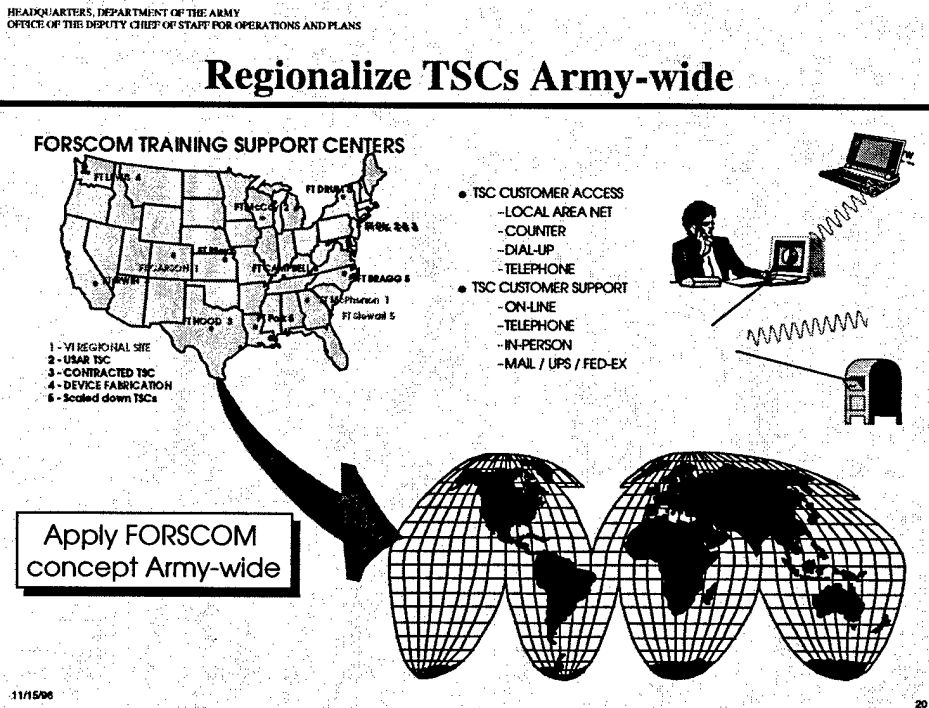 HEADQUARTERS, DEPARTMENT OF THE ARMY
OFFICE OF THE DEPUTY CHIEF OF STAFF FOR OPERATIONS AND PLANS
Regionalize TSCs Army-wide
FORSCOM TRAINING SUPPORT CENTERS
FT LEWIS 4
FT DRUM
FT McCOY 2
FT CARSON 1
FT CAMPBELL
FT BRAGG 5
FT IRWIN
FT McPherson 1
FT HOOD 3
FT Polk 5
FT Stewart 5
1 - VI REGIONAL SITE
2 - USAR TSC
3 - CONTRACTED TSC
4 - DEVICE FABRICATION
5 - Scaled down TSCs
• TSC CUSTOMER ACCESS
-LOCAL AREA NET
-COUNTER
-DIAL-UP
-TELEPHONE
• TSC CUSTOMER SUPPORT
-ON-LINE
-TELEPHONE
-IN-PERSON
-MAIL / UPS / FED-EX
Apply FORSCOM
concept Army-wide
11/15/96
20